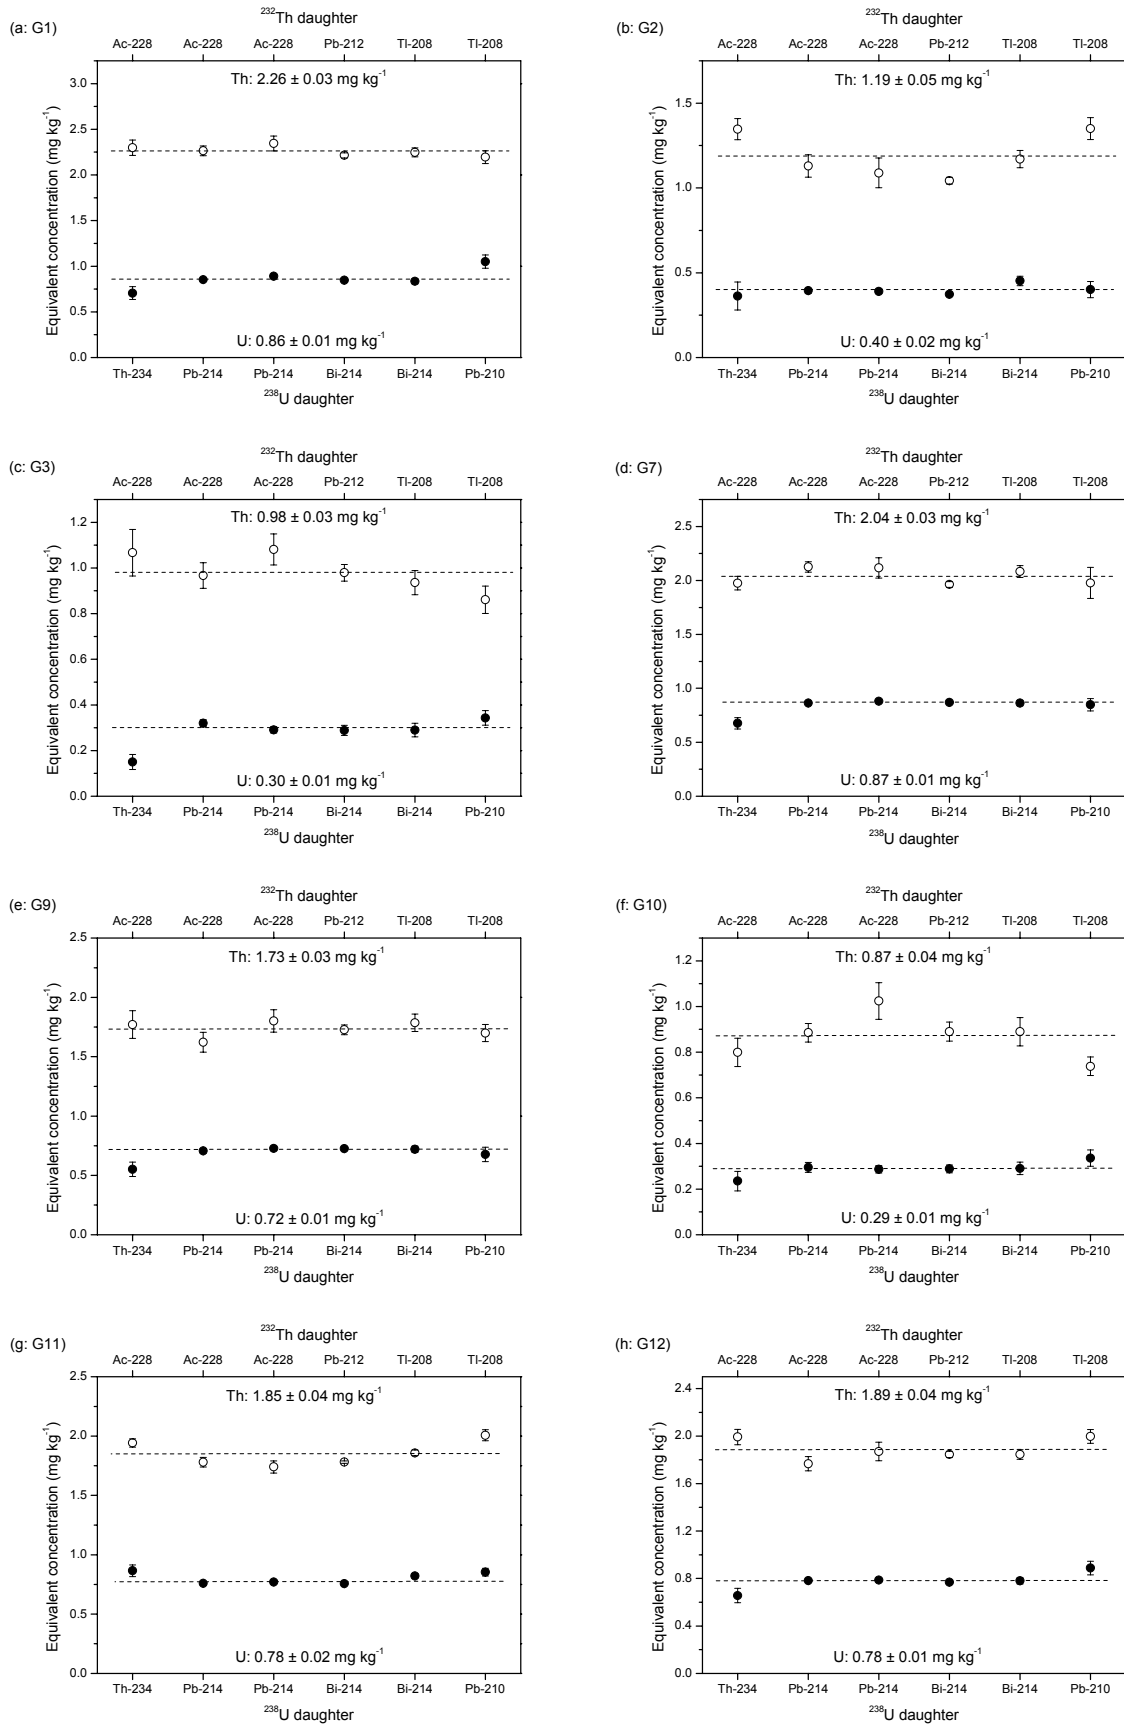 (a: G1)
²³²Th daughter
Ac-228 Ac-228 Ac-228 Pb-212 Tl-208 Tl-208
Th: 2.26 ± 0.03 mg kg⁻¹
3.0
2.5
2.0
1.5
1.0
0.5
0.0
Equivalent concentration (mg kg⁻¹)
U: 0.86 ± 0.01 mg kg⁻¹
Th-234 Pb-214 Pb-214 Bi-214 Bi-214 Pb-210
²³⁸U daughter
(b: G2)
²³²Th daughter
Ac-228 Ac-228 Ac-228 Pb-212 Tl-208 Tl-208
Th: 1.19 ± 0.05 mg kg⁻¹
1.5
1.0
0.5
0.0
Equivalent concentration (mg kg⁻¹)
U: 0.40 ± 0.02 mg kg⁻¹
Th-234 Pb-214 Pb-214 Bi-214 Bi-214 Pb-210
²³⁸U daughter
(c: G3)
²³²Th daughter
Ac-228 Ac-228 Ac-228 Pb-212 Tl-208 Tl-208
Th: 0.98 ± 0.03 mg kg⁻¹
1.2
1.0
0.8
0.6
0.4
0.2
0.0
Equivalent concentration (mg kg⁻¹)
U: 0.30 ± 0.01 mg kg⁻¹
Th-234 Pb-214 Pb-214 Bi-214 Bi-214 Pb-210
²³⁸U daughter
(d: G7)
²³²Th daughter
Ac-228 Ac-228 Ac-228 Pb-212 Tl-208 Tl-208
Th: 2.04 ± 0.03 mg kg⁻¹
2.5
2.0
1.5
1.0
0.5
0.0
Equivalent concentration (mg kg⁻¹)
U: 0.87 ± 0.01 mg kg⁻¹
Th-234 Pb-214 Pb-214 Bi-214 Bi-214 Pb-210
²³⁸U daughter
(e: G9)
²³²Th daughter
Ac-228 Ac-228 Ac-228 Pb-212 Tl-208 Tl-208
Th: 1.73 ± 0.03 mg kg⁻¹
2.5
2.0
1.5
1.0
0.5
0.0
Equivalent concentration (mg kg⁻¹)
U: 0.72 ± 0.01 mg kg⁻¹
Th-234 Pb-214 Pb-214 Bi-214 Bi-214 Pb-210
²³⁸U daughter
(f: G10)
²³²Th daughter
Ac-228 Ac-228 Ac-228 Pb-212 Tl-208 Tl-208
Th: 0.87 ± 0.04 mg kg⁻¹
1.2
1.0
0.8
0.6
0.4
0.2
0.0
Equivalent concentration (mg kg⁻¹)
U: 0.29 ± 0.01 mg kg⁻¹
Th-234 Pb-214 Pb-214 Bi-214 Bi-214 Pb-210
²³⁸U daughter
(g: G11)
²³²Th daughter
Ac-228 Ac-228 Ac-228 Pb-212 Tl-208 Tl-208
Th: 1.85 ± 0.04 mg kg⁻¹
2.5
2.0
1.5
1.0
0.5
0.0
Equivalent concentration (mg kg⁻¹)
U: 0.78 ± 0.02 mg kg⁻¹
Th-234 Pb-214 Pb-214 Bi-214 Bi-214 Pb-210
²³⁸U daughter
(h: G12)
²³²Th daughter
Ac-228 Ac-228 Ac-228 Pb-212 Tl-208 Tl-208
Th: 1.89 ± 0.04 mg kg⁻¹
2.4
2.0
1.6
1.2
0.8
0.4
0.0
Equivalent concentration (mg kg⁻¹)
U: 0.78 ± 0.01 mg kg⁻¹
Th-234 Pb-214 Pb-214 Bi-214 Bi-214 Pb-210
²³⁸U daughter